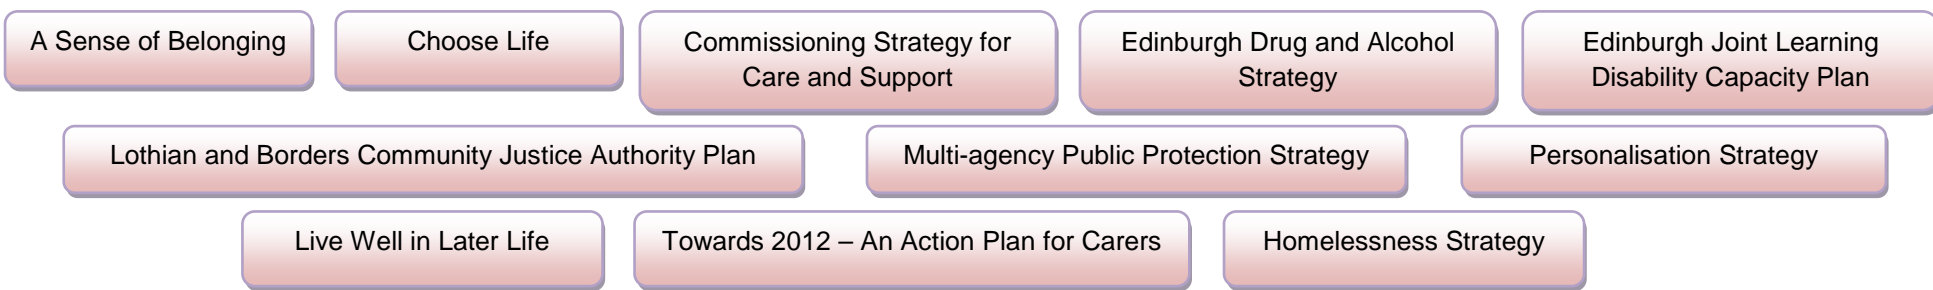 A Sense of Belonging
Choose Life
Commissioning Strategy for
Care and Support
Edinburgh Drug and Alcohol
Strategy
Edinburgh Joint Learning
Disability Capacity Plan
Lothian and Borders Community Justice Authority Plan
Multi-agency Public Protection Strategy
Personalisation Strategy
Live Well in Later Life
Towards 2012 – An Action Plan for Carers
Homelessness Strategy